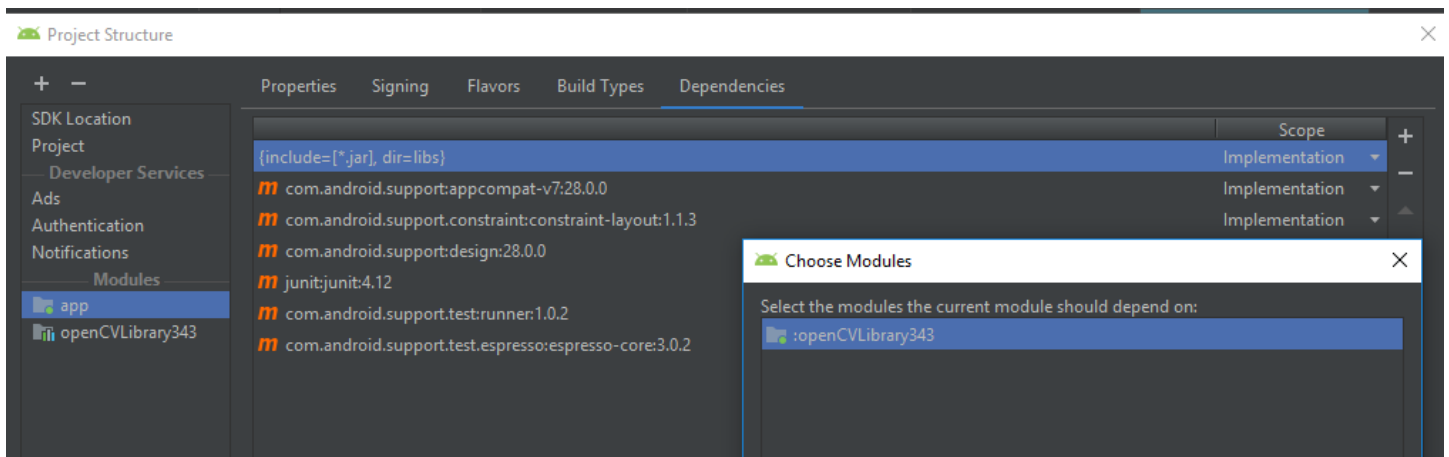 Project Structure
Properties Signing Flavors Build Types Dependencies
SDK Location
Project
Developer Services
Ads
Authentication
Notifications
Modules
app
openCVLibrary343
Scope
{include=[*.jar], dir=libs} Implementation
m com.android.support:appcompat-v7:28.0.0 Implementation
m com.android.support.constraint:constraint-layout:1.1.3 Implementation
m com.android.support:design:28.0.0
m junit:junit:4.12
m com.android.support.test:runner:1.0.2
m com.android.support.test.espresso:espresso-core:3.0.2
Choose Modules
Select the modules the current module should depend on:
:openCVLibrary343